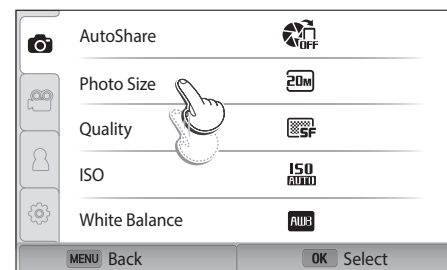 AutoShare OFF
Photo Size 20M
Quality SF
ISO ISO AUTO
White Balance AWB
MENU Back OK Select